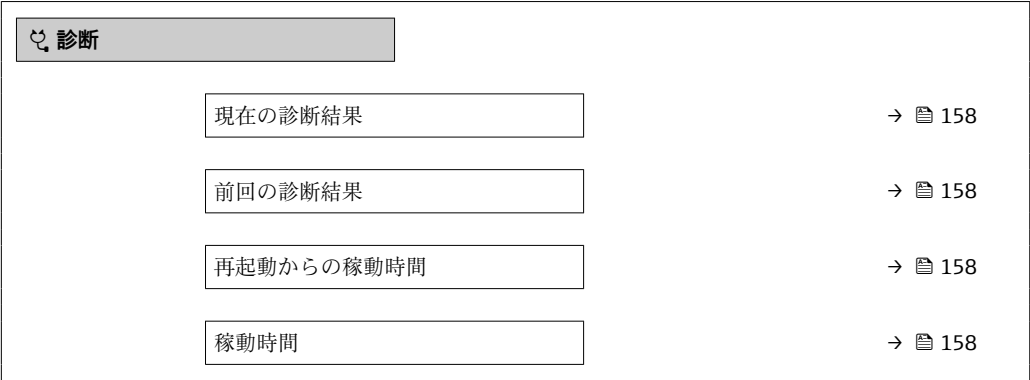 診断
現在の診断結果 → 158
前回の診断結果 → 158
再起動からの稼動時間 → 158
稼動時間 → 158